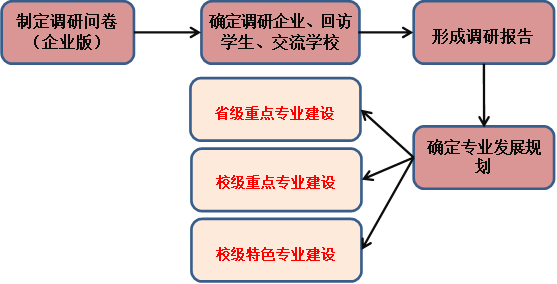 制定调研问卷
（企业版）
确定调研企业、回访
学生、交流学校
形成调研报告
确定专业发展规
划
省级重点专业建设
校级重点专业建设
校级特色专业建设